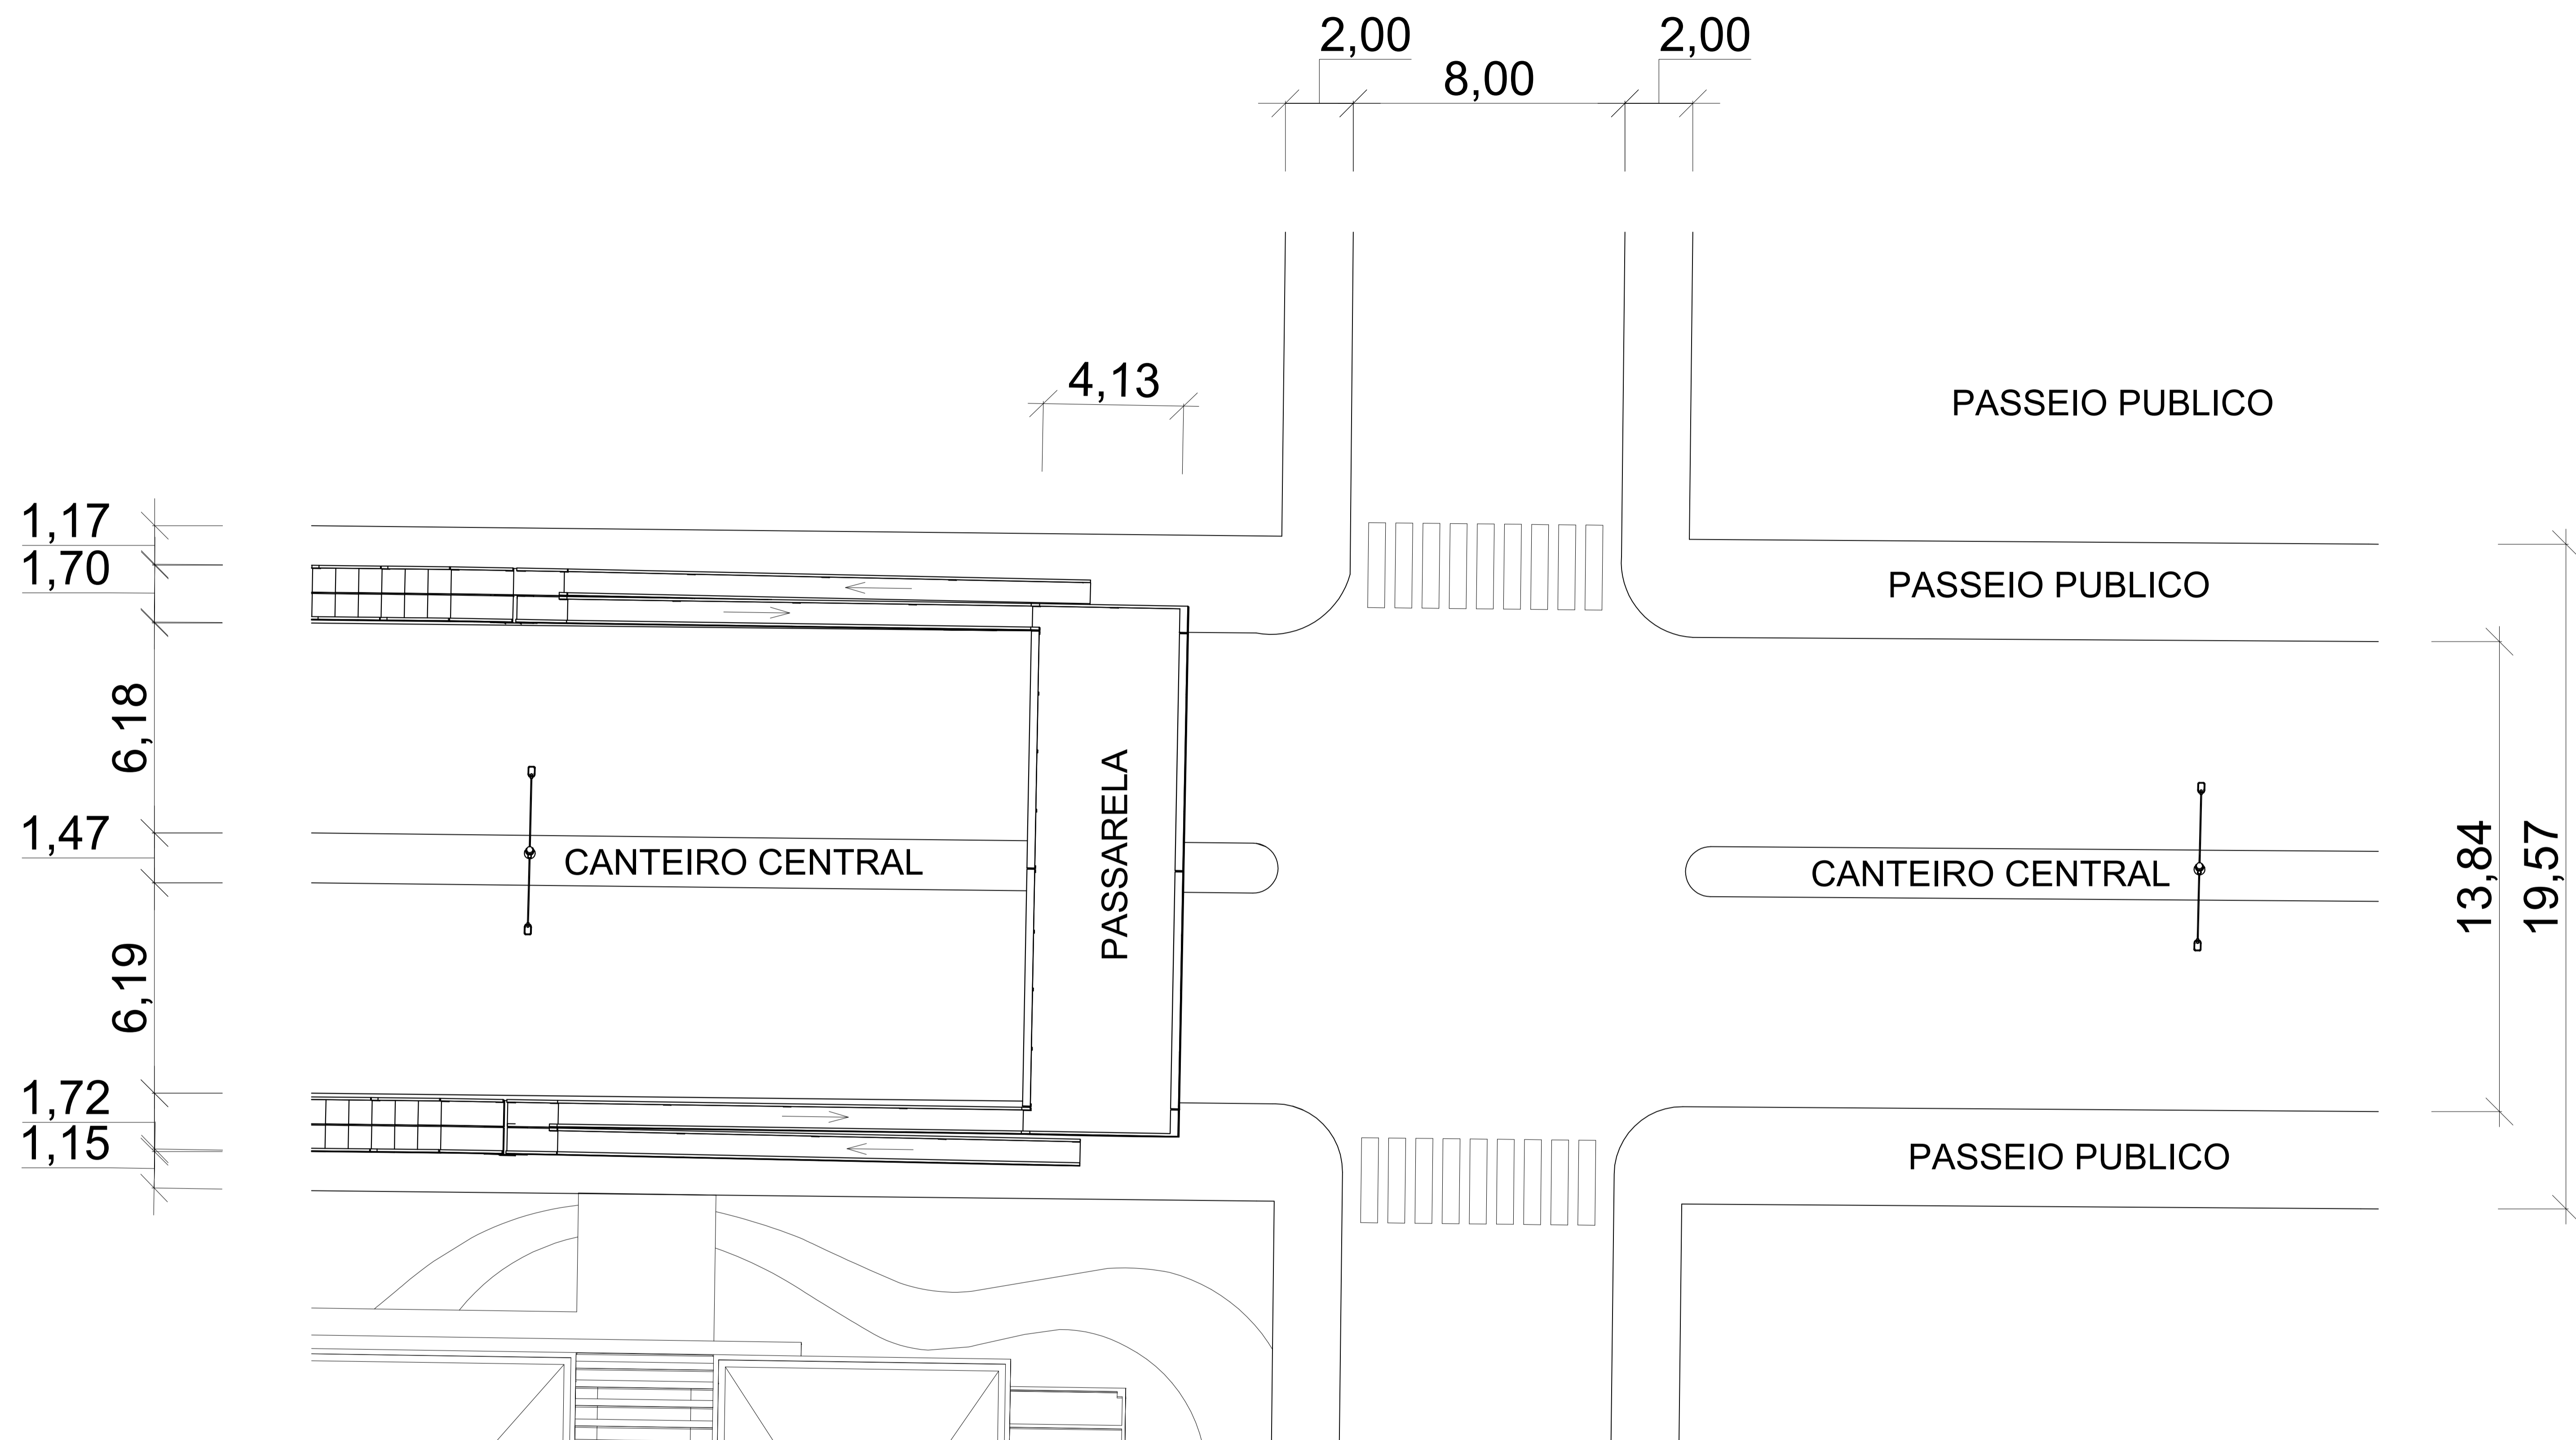 2,00
2,00
8,00
4,13
PASSEIO PUBLICO
1,17
1,70
PASSEIO PUBLICO
6,18
1,47
CANTEIRO CENTRAL
PASSARELA
CANTEIRO CENTRAL
13,84
19,57
6,19
1,72
1,15
PASSEIO PUBLICO